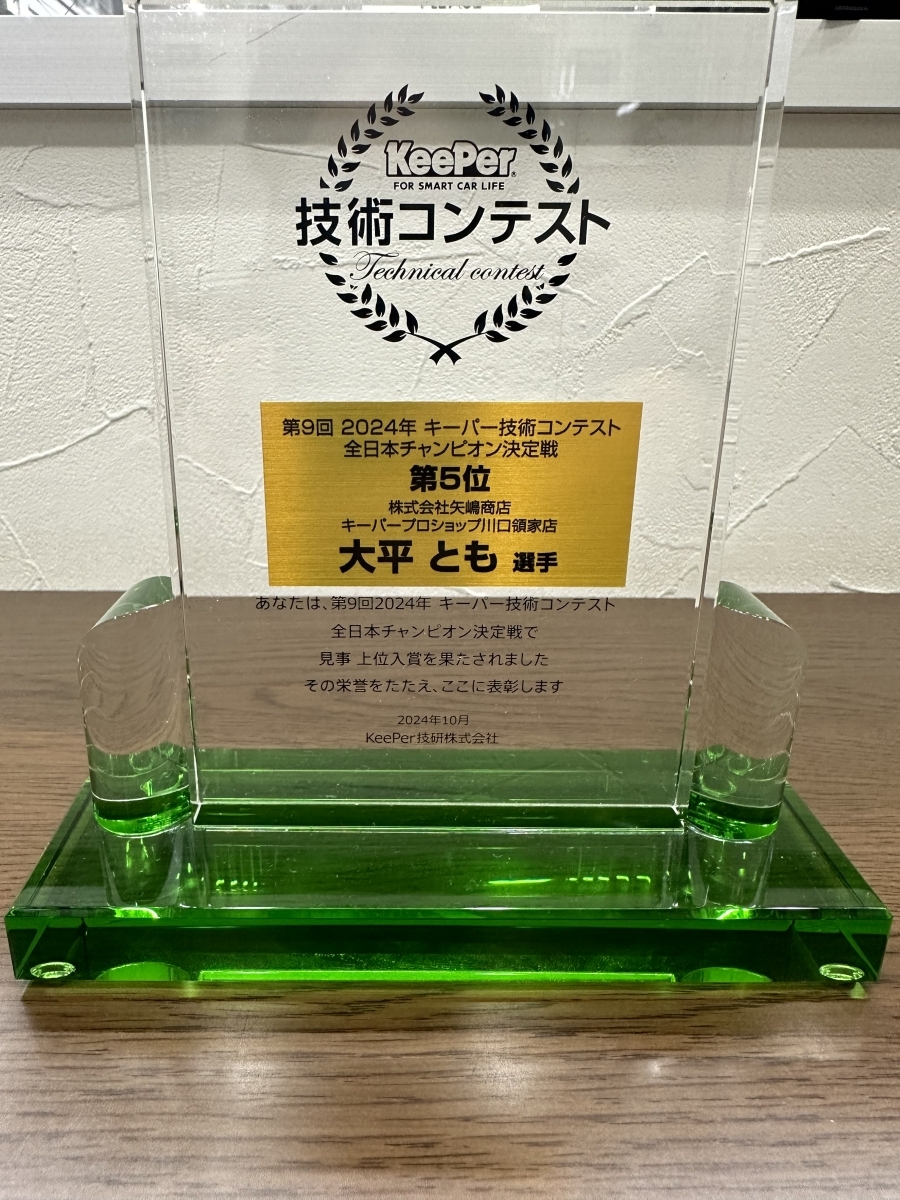 KeePer
FOR SMART CAR LIFE
技術コンテスト
Technical contest
第9回 2024年 キーパー技術コンテスト
全日本チャンピオン決定戦
第5位
株式会社矢嶋商店
キーパープロショップ川口領家店
大平 とも 選手
あなたは、第9回2024年 キーパー技術コンテスト
全日本チャンピオン決定戦で
見事 上位入賞を果たされました
その栄誉をたたえ、ここに表彰します
2024年10月
KeePer技研株式会社